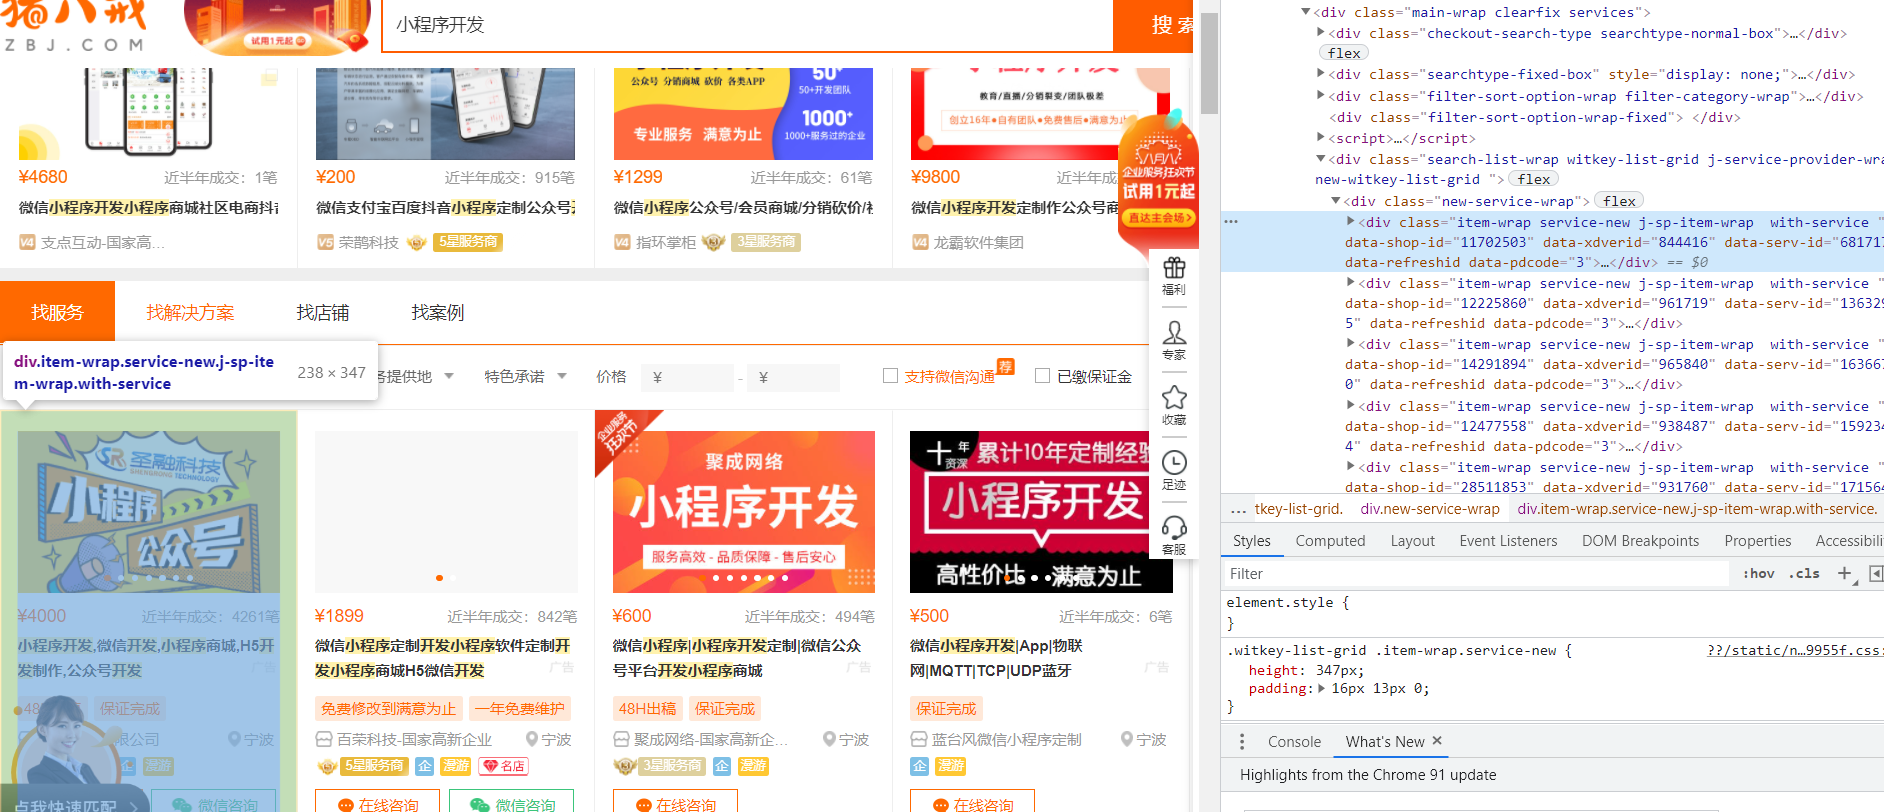 猪八戒
ZBJ.COM
试用1元起
小程序开发
搜索
公众号 分销商城 砍价 各类APP
专业服务 满意为止
50+
50+开发团队
1000+
1000+服务过的企业
教育/直播/分销裂变/团队极差
创立16年●自有团队●免费售后●满意为止
¥4680
近半年成交：1笔
¥200
近半年成交：915笔
¥1299
近半年成交：61笔
¥9800
近半年成交
微信小程序开发小程序商城社区电商抖音
微信支付宝百度抖音小程序定制公众号
微信小程序公众号/会员商城/分销砍价/
微信小程序开发定制作公众号商
V4 支点互动-国家高…
V5 荣鹊科技 5星服务商
V4 指环掌柜 3星服务商
V4 龙霸软件集团
八月八
企业服务狂欢节
试用1元起
直达主会场>
福利
专家
收藏
足迹
客服
找服务
找解决方案
找店铺
找案例
div.item-wrap.service-new.j-sp-ite
m-wrap.with-service
238 × 347
务提供地
特色承诺
价格
¥
-
¥
支持微信沟通
荐
已缴保证金
SR 圣融科技
SHENGRONG TECHNOLOGY
小程序
公众号
企业服务
狂欢节
聚成网络
小程序开发
服务高效 - 品质保障 - 售后安心
十年
资深
累计10年定制经验
小程序开发
高性价比 满意为止
¥4000
近半年成交：4261笔
小程序开发,微信开发,小程序商城,H5开
发制作,公众号开发
广告
48H
保证完成
限公司
宁波
企
漫游
点我快速匹配 >
微信咨询
¥1899
近半年成交：842笔
微信小程序定制开发小程序软件定制开
发小程序商城H5微信开发
广告
免费修改到满意为止
一年免费维护
百荣科技-国家高新企业
宁波
5星服务商
企
漫游
名店
在线咨询
微信咨询
¥600
近半年成交：494笔
微信小程序|小程序开发定制|微信公众
号平台开发小程序商城
广告
48H出稿
保证完成
聚成网络-国家高新企…
宁波
3星服务商
企
漫游
在线咨询
¥500
近半年成交：6笔
微信小程序开发|App|物联
网|MQTT|TCP|UDP蓝牙
广告
保证完成
蓝台风微信小程序定制
宁波
企
漫游
在线咨询
▼<div class="main-wrap clearfix services">
▶<div class="checkout-search-type searchtype-normal-box">…</div>
flex
▶<div class="searchtype-fixed-box" style="display: none;">…</div>
▶<div class="filter-sort-option-wrap filter-category-wrap">…</div>
<div class="filter-sort-option-wrap-fixed"> </div>
▶<script>…</script>
▼<div class="search-list-wrap witkey-list-grid j-service-provider-wra
new-witkey-list-grid "> flex
▼<div class="new-service-wrap"> flex
▶<div class="item-wrap service-new j-sp-item-wrap  with-service "
data-shop-id="11702503" data-xdverid="844416" data-serv-id="68171
data-refreshid data-pdcode="3">…</div> == $0
▶<div class="item-wrap service-new j-sp-item-wrap  with-service "
data-shop-id="12225860" data-xdverid="961719" data-serv-id="13632
5" data-refreshid data-pdcode="3">…</div>
▶<div class="item-wrap service-new j-sp-item-wrap  with-service "
data-shop-id="14291894" data-xdverid="965840" data-serv-id="16366
0" data-refreshid data-pdcode="3">…</div>
▶<div class="item-wrap service-new j-sp-item-wrap  with-service "
data-shop-id="12477558" data-xdverid="938487" data-serv-id="159234
4" data-refreshid data-pdcode="3">…</div>
▶<div class="item-wrap service-new j-sp-item-wrap  with-service "
data-shop-id="28511853" data-xdverid="931760" data-serv-id="171564
… tkey-list-grid. div.new-service-wrap div.item-wrap.service-new.j-sp-item-wrap.with-service.
Styles Computed Layout Event Listeners DOM Breakpoints Properties Accessibili
Filter
:hov .cls +
element.style {
}
.witkey-list-grid .item-wrap.service-new {
??/static/n…9955f.css:
height: 347px;
padding:▶ 16px 13px 0;
}
Console What's New ✕
Highlights from the Chrome 91 update